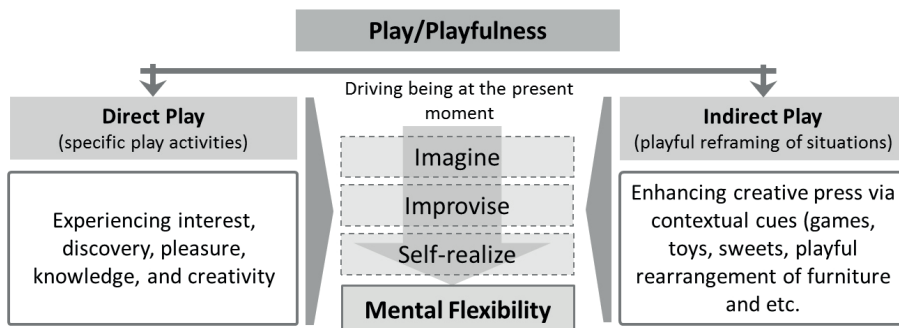 Play/Playfulness
Direct Play
(specific play activities)
Experiencing interest,
discovery, pleasure,
knowledge, and creativity
Driving being at the present
moment
Imagine
Improvise
Self-realize
Mental Flexibility
Indirect Play
(playful reframing of situations)
Enhancing creative press via
contextual cues (games,
toys, sweets, playful
rearrangement of furniture
and etc.